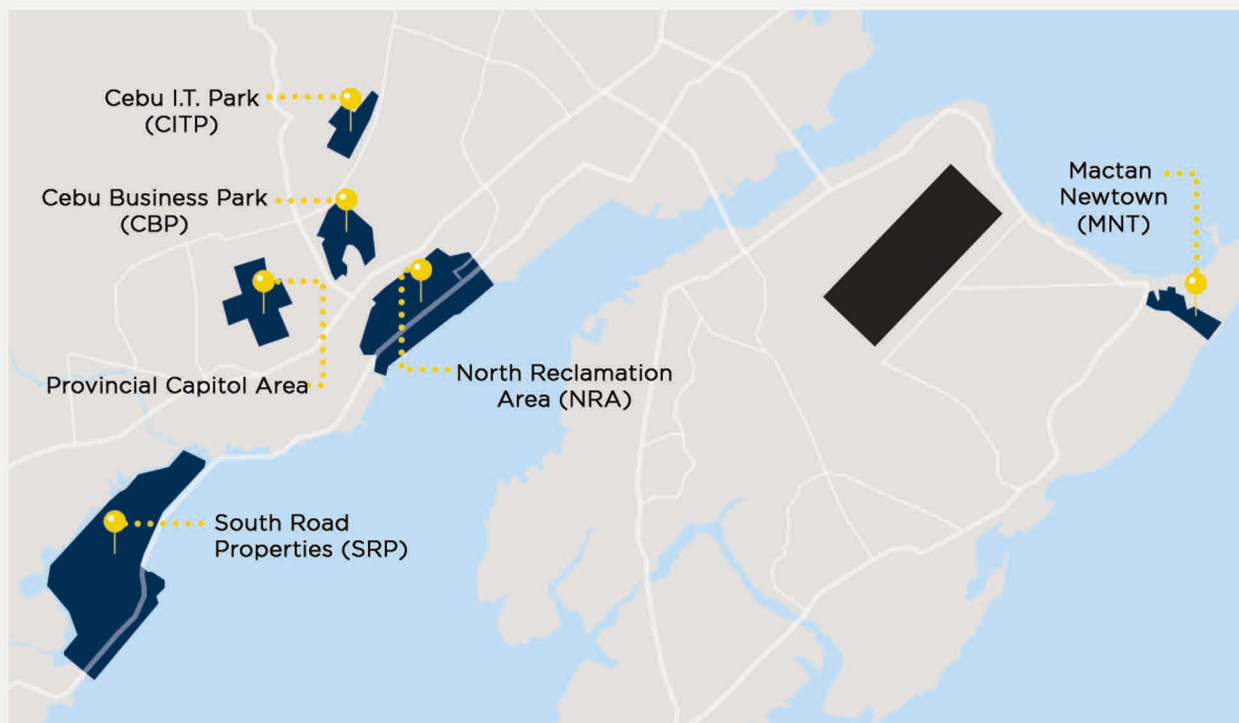 Cebu I.T. Park
(CITP)
Cebu Business Park
(CBP)
Provincial Capitol Area
North Reclamation
Area (NRA)
South Road
Properties (SRP)
Mactan
Newtown
(MNT)